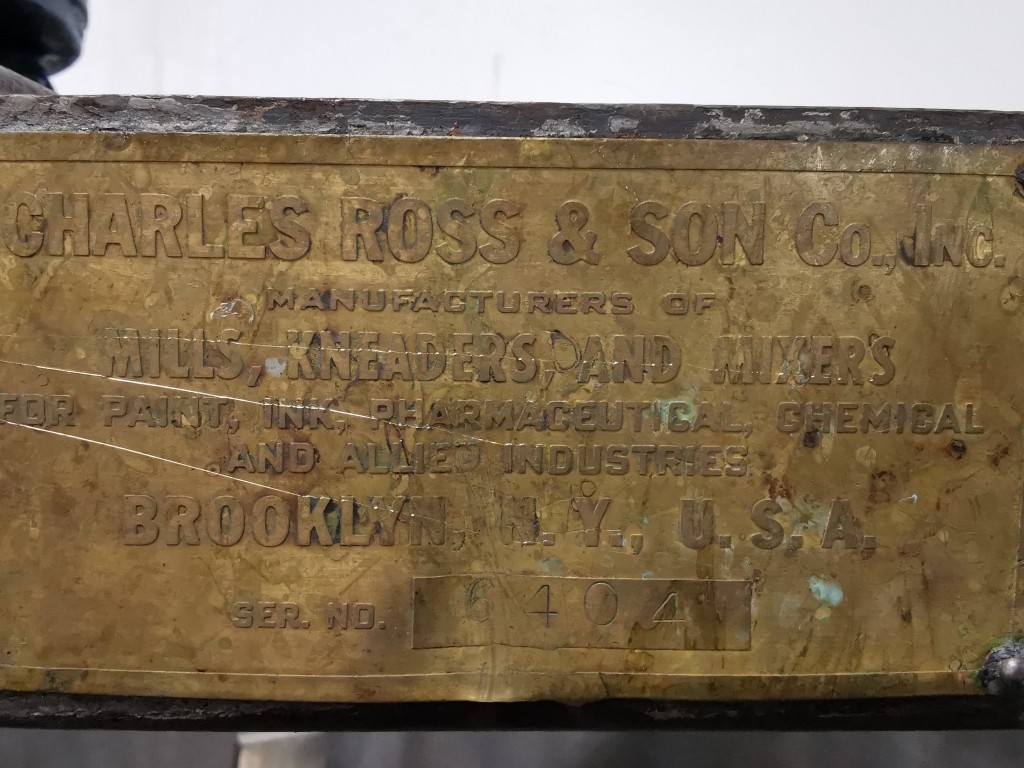 CHARLES ROSS & SON CO., INC.
MANUFACTURERS OF
MILLS, KNEADERS, AND MIXERS
FOR PAINT, INK, PHARMACEUTICAL, CHEMICAL
AND ALLIED INDUSTRIES.
BROOKLYN, N.Y., U.S.A.
SER. NO. 6404